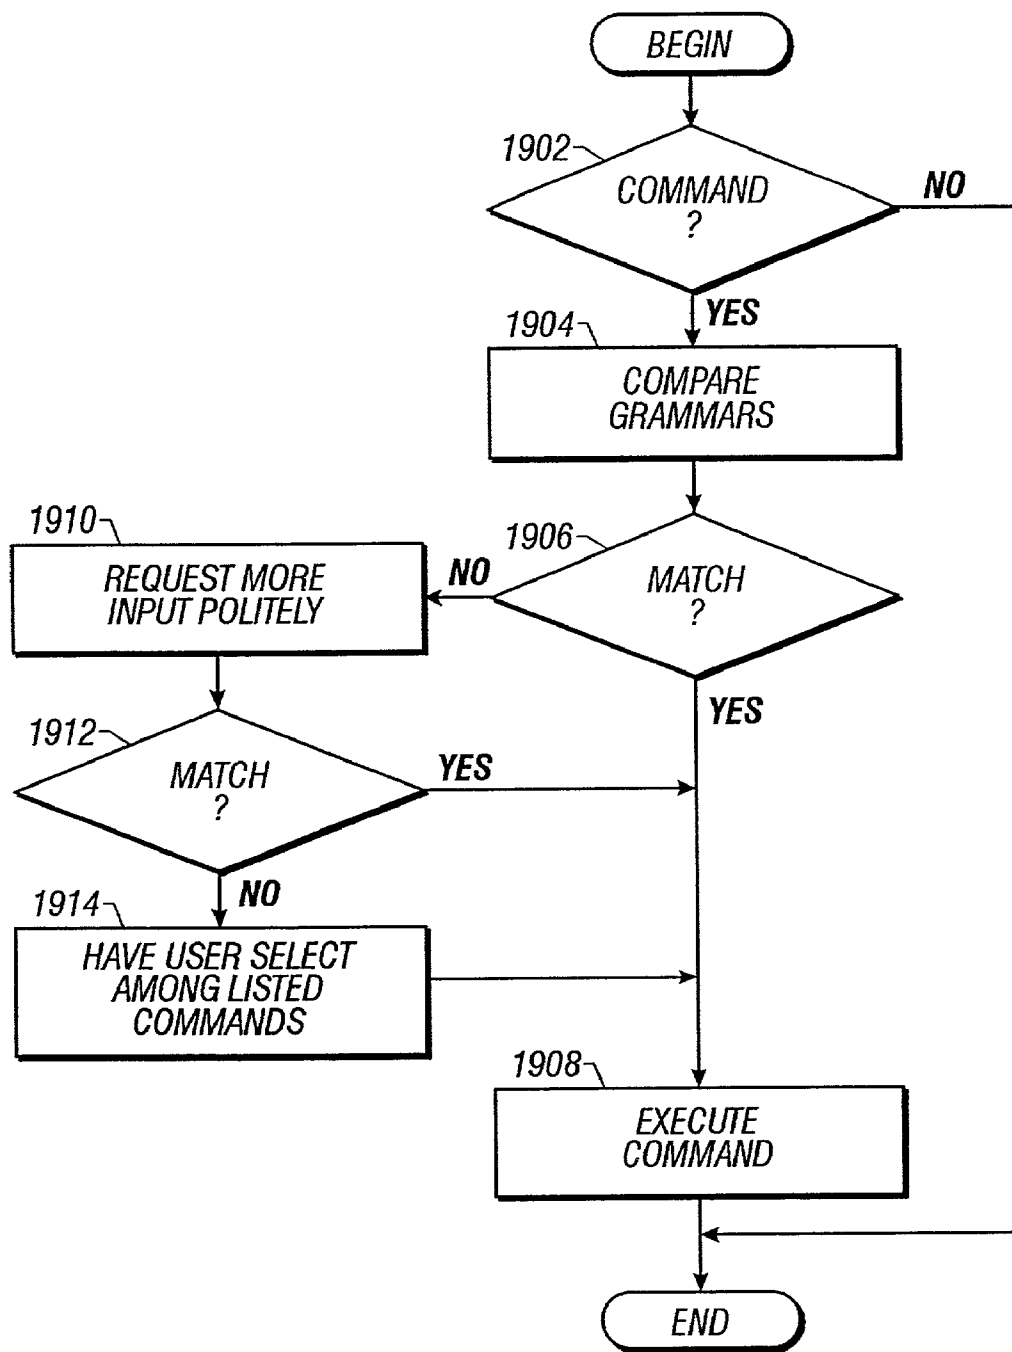 BEGIN
1902
COMMAND
?
NO
YES
1904
COMPARE
GRAMMARS
1910
REQUEST MORE
INPUT POLITELY
NO
1906
MATCH
?
YES
1912
MATCH
?
YES
NO
1914
HAVE USER SELECT
AMONG LISTED
COMMANDS
1908
EXECUTE
COMMAND
END